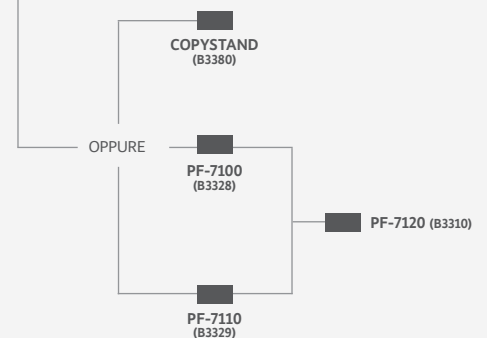 COPYSTAND
(B3380)
OPPURE
PF-7100
(B3328)
PF-7120 (B3310)
PF-7110
(B3329)